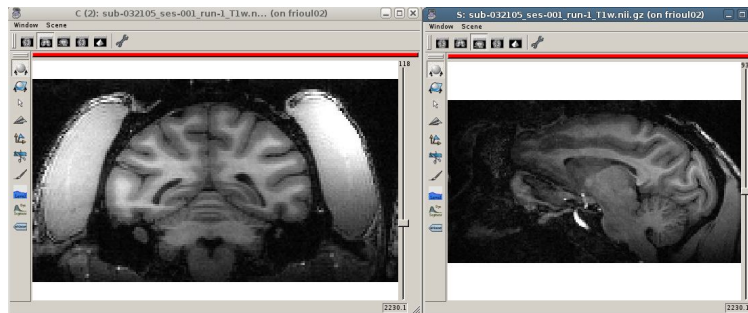 C (2): sub-032105_ses-001_run-1_T1w.n... (on frioul02)
Window Scene
118
2230.1
S: sub-032105_ses-001_run-1_T1w.nii.gz (on frioul02)
Window Scene
93
2230.1